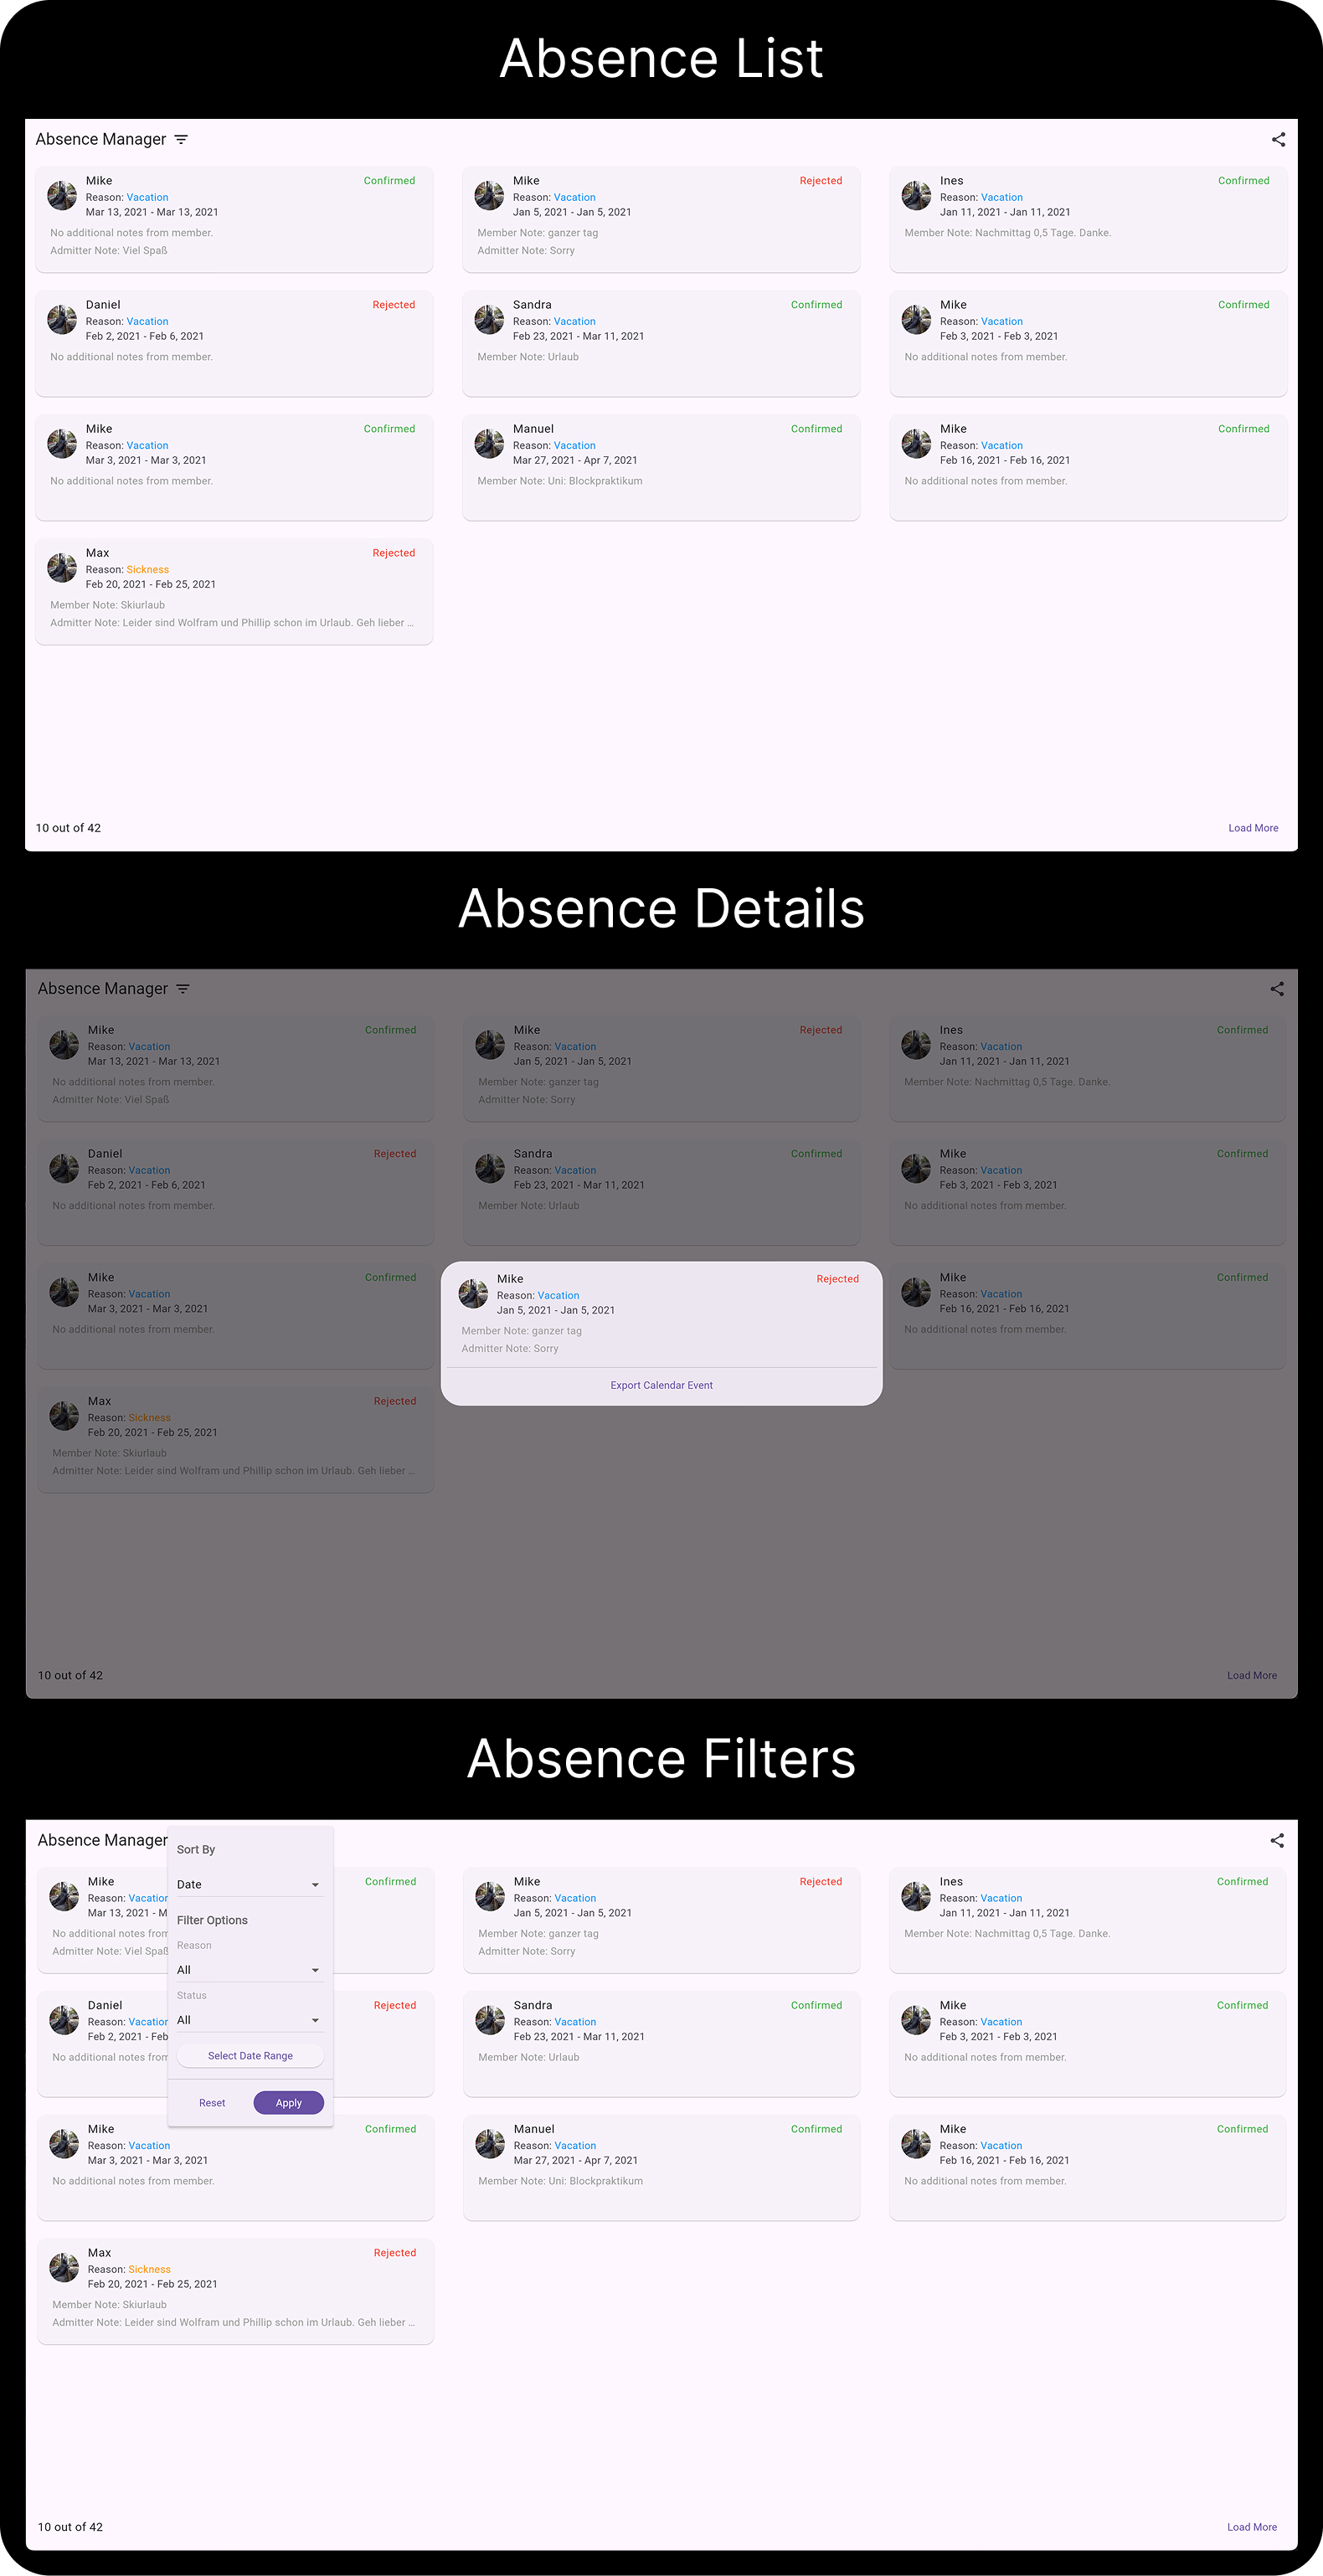 Absence List
Absence Manager
Mike Confirmed
Reason: Vacation
Mar 13, 2021 - Mar 13, 2021
No additional notes from member.
Admitter Note: Viel Spaß
Mike Rejected
Reason: Vacation
Jan 5, 2021 - Jan 5, 2021
Member Note: ganzer tag
Admitter Note: Sorry
Ines Confirmed
Reason: Vacation
Jan 11, 2021 - Jan 11, 2021
Member Note: Nachmittag 0,5 Tage. Danke.
Daniel Rejected
Reason: Vacation
Feb 2, 2021 - Feb 6, 2021
No additional notes from member.
Sandra Confirmed
Reason: Vacation
Feb 23, 2021 - Mar 11, 2021
Member Note: Urlaub
Mike Confirmed
Reason: Vacation
Feb 3, 2021 - Feb 3, 2021
No additional notes from member.
Mike Confirmed
Reason: Vacation
Mar 3, 2021 - Mar 3, 2021
No additional notes from member.
Manuel Confirmed
Reason: Vacation
Mar 27, 2021 - Apr 7, 2021
Member Note: Uni: Blockpraktikum
Mike Confirmed
Reason: Vacation
Feb 16, 2021 - Feb 16, 2021
No additional notes from member.
Max Rejected
Reason: Sickness
Feb 20, 2021 - Feb 25, 2021
Member Note: Skiurlaub
Admitter Note: Leider sind Wolfram und Phillip schon im Urlaub. Geh lieber ...
10 out of 42
Load More
Absence Details
Absence Manager
Mike Confirmed
Reason: Vacation
Mar 13, 2021 - Mar 13, 2021
No additional notes from member.
Admitter Note: Viel Spaß
Mike Rejected
Reason: Vacation
Jan 5, 2021 - Jan 5, 2021
Member Note: ganzer tag
Admitter Note: Sorry
Ines Confirmed
Reason: Vacation
Jan 11, 2021 - Jan 11, 2021
Member Note: Nachmittag 0,5 Tage. Danke.
Daniel Rejected
Reason: Vacation
Feb 2, 2021 - Feb 6, 2021
No additional notes from member.
Sandra Confirmed
Reason: Vacation
Feb 23, 2021 - Mar 11, 2021
Member Note: Urlaub
Mike Confirmed
Reason: Vacation
Feb 3, 2021 - Feb 3, 2021
No additional notes from member.
Mike Confirmed
Reason: Vacation
Mar 3, 2021 - Mar 3, 2021
No additional notes from member.
Mike Rejected
Reason: Vacation
Jan 5, 2021 - Jan 5, 2021
Member Note: ganzer tag
Admitter Note: Sorry
Export Calendar Event
Mike Confirmed
Reason: Vacation
Feb 16, 2021 - Feb 16, 2021
No additional notes from member.
Max Rejected
Reason: Sickness
Feb 20, 2021 - Feb 25, 2021
Member Note: Skiurlaub
Admitter Note: Leider sind Wolfram und Phillip schon im Urlaub. Geh lieber ...
10 out of 42
Load More
Absence Filters
Absence Manager
Sort By
Date
Filter Options
Reason
All
Status
All
Select Date Range
Reset
Apply
Mike Confirmed
Reason: Vacation
Mar 13, 2021 - M
No additional notes from
Admitter Note: Viel Spaß
Mike Rejected
Reason: Vacation
Jan 5, 2021 - Jan 5, 2021
Member Note: ganzer tag
Admitter Note: Sorry
Ines Confirmed
Reason: Vacation
Jan 11, 2021 - Jan 11, 2021
Member Note: Nachmittag 0,5 Tage. Danke.
Daniel Rejected
Reason: Vacation
Feb 2, 2021 - Feb
No additional notes from
Sandra Confirmed
Reason: Vacation
Feb 23, 2021 - Mar 11, 2021
Member Note: Urlaub
Mike Confirmed
Reason: Vacation
Feb 3, 2021 - Feb 3, 2021
No additional notes from member.
Mike Confirmed
Reason: Vacation
Mar 3, 2021 - Mar 3, 2021
No additional notes from member.
Manuel Confirmed
Reason: Vacation
Mar 27, 2021 - Apr 7, 2021
Member Note: Uni: Blockpraktikum
Mike Confirmed
Reason: Vacation
Feb 16, 2021 - Feb 16, 2021
No additional notes from member.
Max Rejected
Reason: Sickness
Feb 20, 2021 - Feb 25, 2021
Member Note: Skiurlaub
Admitter Note: Leider sind Wolfram und Phillip schon im Urlaub. Geh lieber ...
10 out of 42
Load More